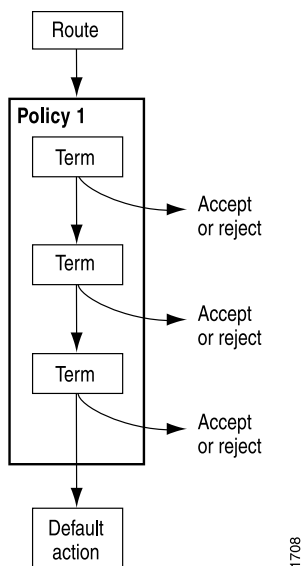 Route
Policy 1
Term
Accept
or reject
Term
Accept
or reject
Term
Accept
or reject
Default
action
1708